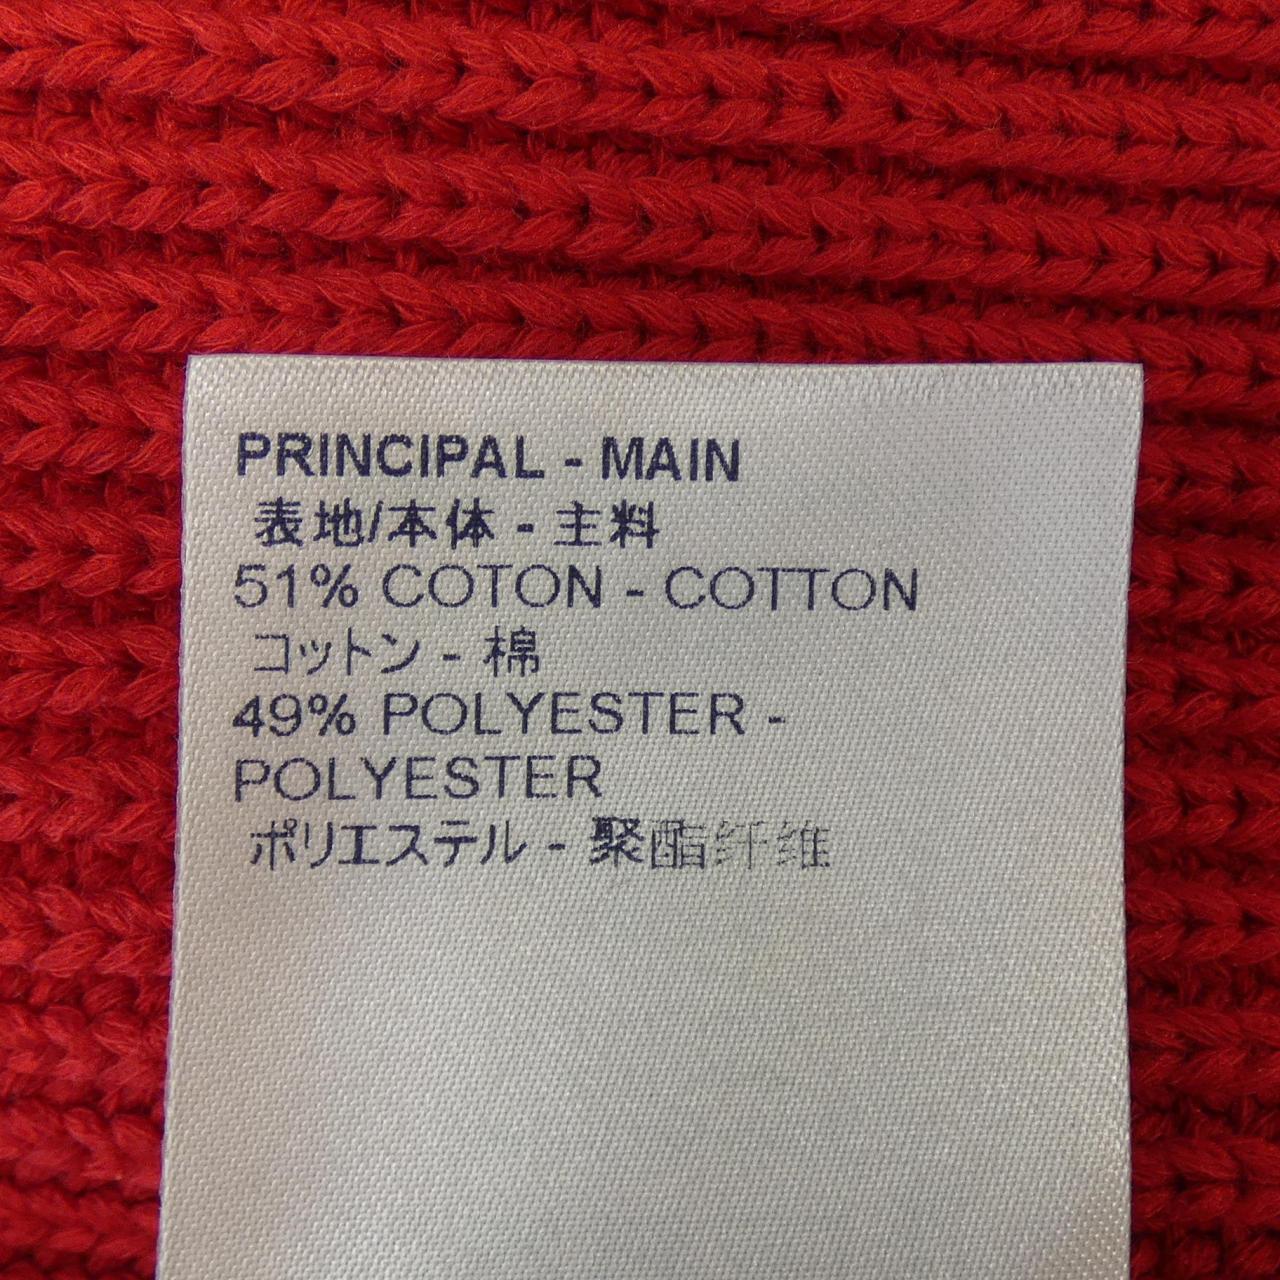 PRINCIPAL - MAIN
表地/本体 - 主料
51% COTON - COTTON
コットン - 棉
49% POLYESTER -
POLYESTER
ポリエステル - 聚酯纤维